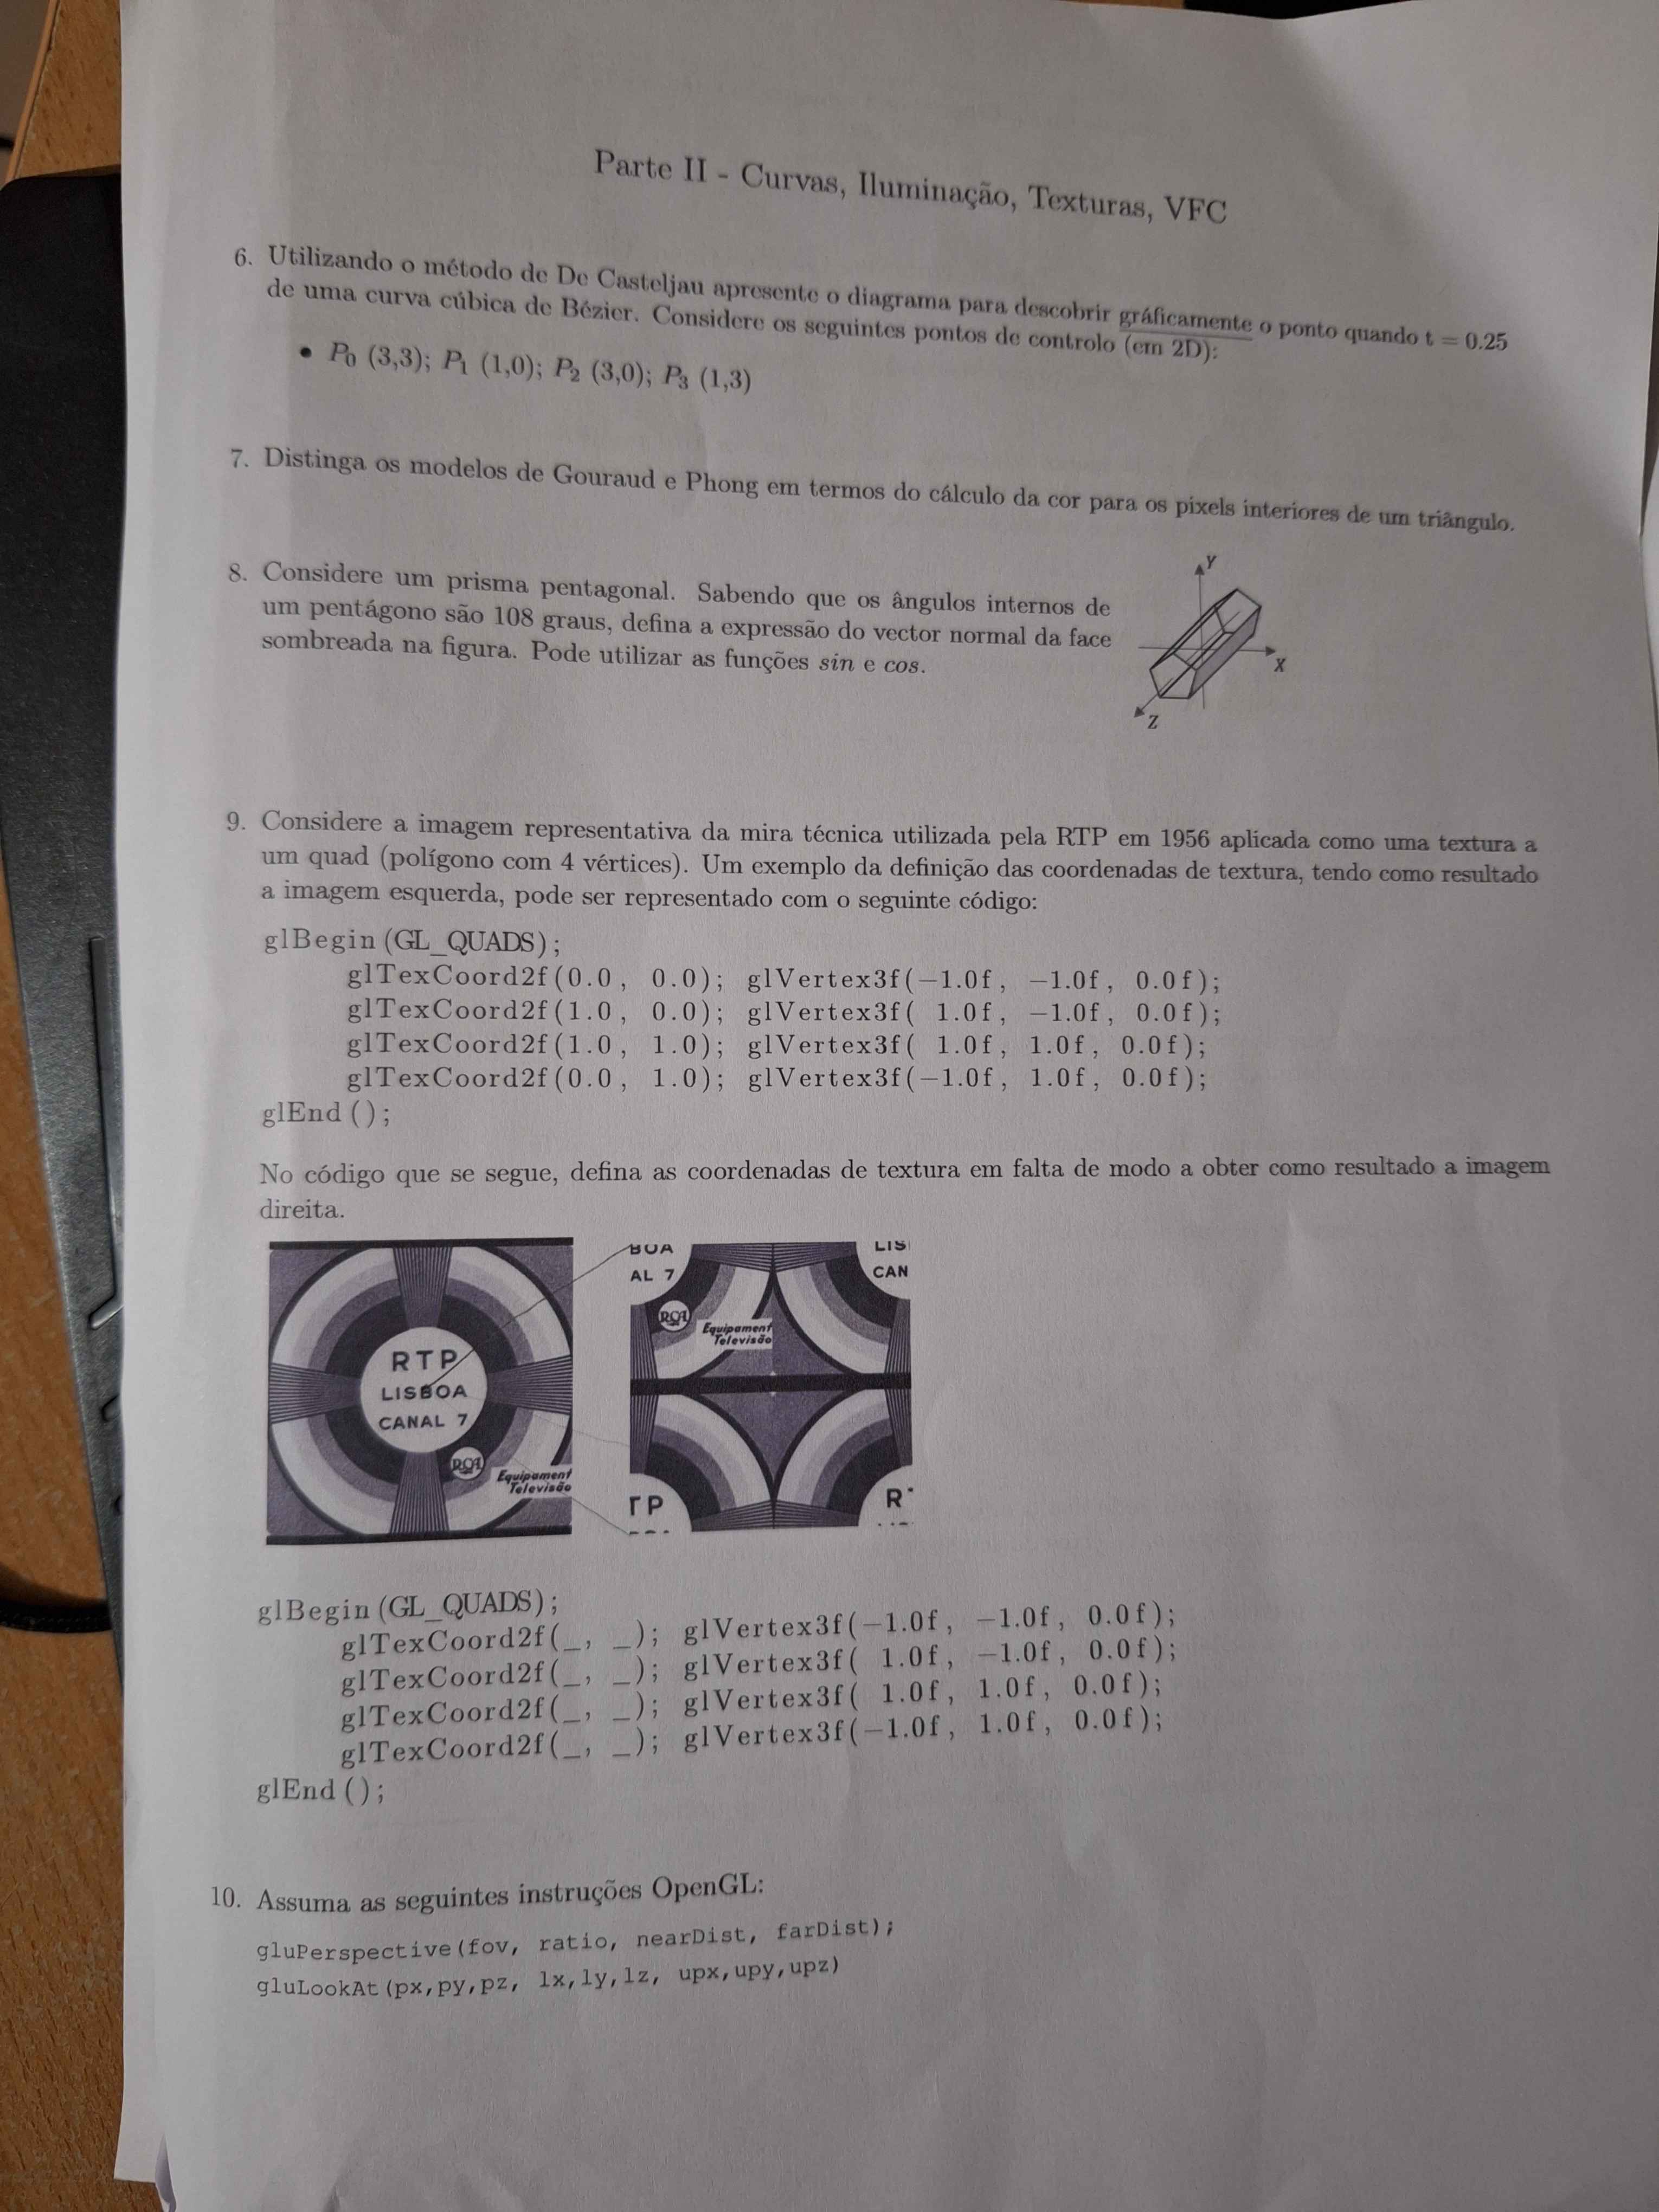 Parte II - Curvas, Iluminação, Texturas, VFC
6. Utilizando o método de De Casteljau apresente o diagrama para descobrir gráficamente o ponto quando t = 0.25
de uma curva cúbica de Bézier. Considere os seguintes pontos de controlo (em 2D):
• P0 (3,3); P1 (1,0); P2 (3,0); P3 (1,3)
7. Distinga os modelos de Gouraud e Phong em termos do cálculo da cor para os pixels interiores de um triângulo.
8. Considere um prisma pentagonal. Sabendo que os ângulos internos de
um pentágono são 108 graus, defina a expressão do vector normal da face
sombreada na figura. Pode utilizar as funções sin e cos.
Y
X
Z
9. Considere a imagem representativa da mira técnica utilizada pela RTP em 1956 aplicada como uma textura a
um quad (polígono com 4 vértices). Um exemplo da definição das coordenadas de textura, tendo como resultado
a imagem esquerda, pode ser representado com o seguinte código:
glBegin(GL_QUADS);
glTexCoord2f(0.0, 0.0); glVertex3f(-1.0f, -1.0f, 0.0f);
glTexCoord2f(1.0, 0.0); glVertex3f( 1.0f, -1.0f, 0.0f);
glTexCoord2f(1.0, 1.0); glVertex3f( 1.0f, 1.0f, 0.0f);
glTexCoord2f(0.0, 1.0); glVertex3f(-1.0f, 1.0f, 0.0f);
glEnd();
No código que se segue, defina as coordenadas de textura em falta de modo a obter como resultado a imagem
direita.
RTP
LISBOA
CANAL 7
RCA
Equipament
Televisão
BOA
AL 7
LIS
CAN
RCA
Equipament
Televisão
TP
R
glBegin(GL_QUADS);
glTexCoord2f(_, _); glVertex3f(-1.0f, -1.0f, 0.0f);
glTexCoord2f(_, _); glVertex3f( 1.0f, -1.0f, 0.0f);
glTexCoord2f(_, _); glVertex3f( 1.0f, 1.0f, 0.0f);
glTexCoord2f(_, _); glVertex3f(-1.0f, 1.0f, 0.0f);
glEnd();
10. Assuma as seguintes instruções OpenGL:
gluPerspective(fov, ratio, nearDist, farDist);
gluLookAt(px,py,pz, lx,ly,lz, upx,upy,upz)